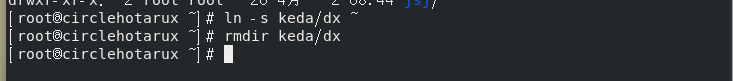 [root@circlehotarux ~]# ln -s keda/dx ~
[root@circlehotarux ~]# rmdir keda/dx
[root@circlehotarux ~]#